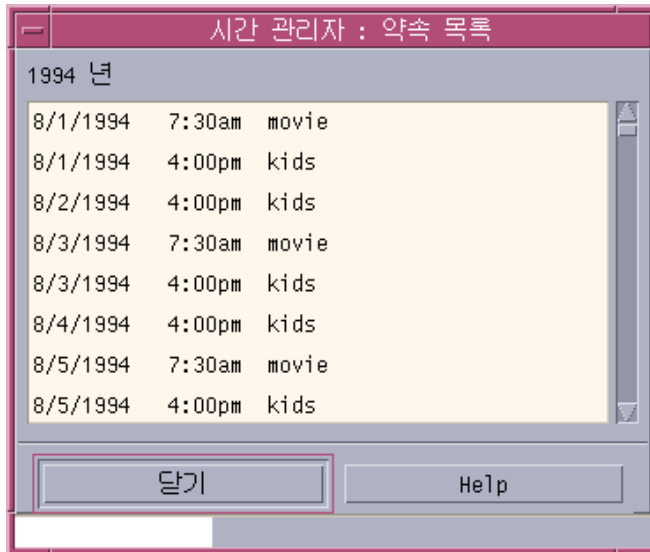 시간 관리자 : 약속 목록
1994 년
8/1/1994 7:30am movie
8/1/1994 4:00pm kids
8/2/1994 4:00pm kids
8/3/1994 7:30am movie
8/3/1994 4:00pm kids
8/4/1994 4:00pm kids
8/5/1994 7:30am movie
8/5/1994 4:00pm kids
닫기 Help